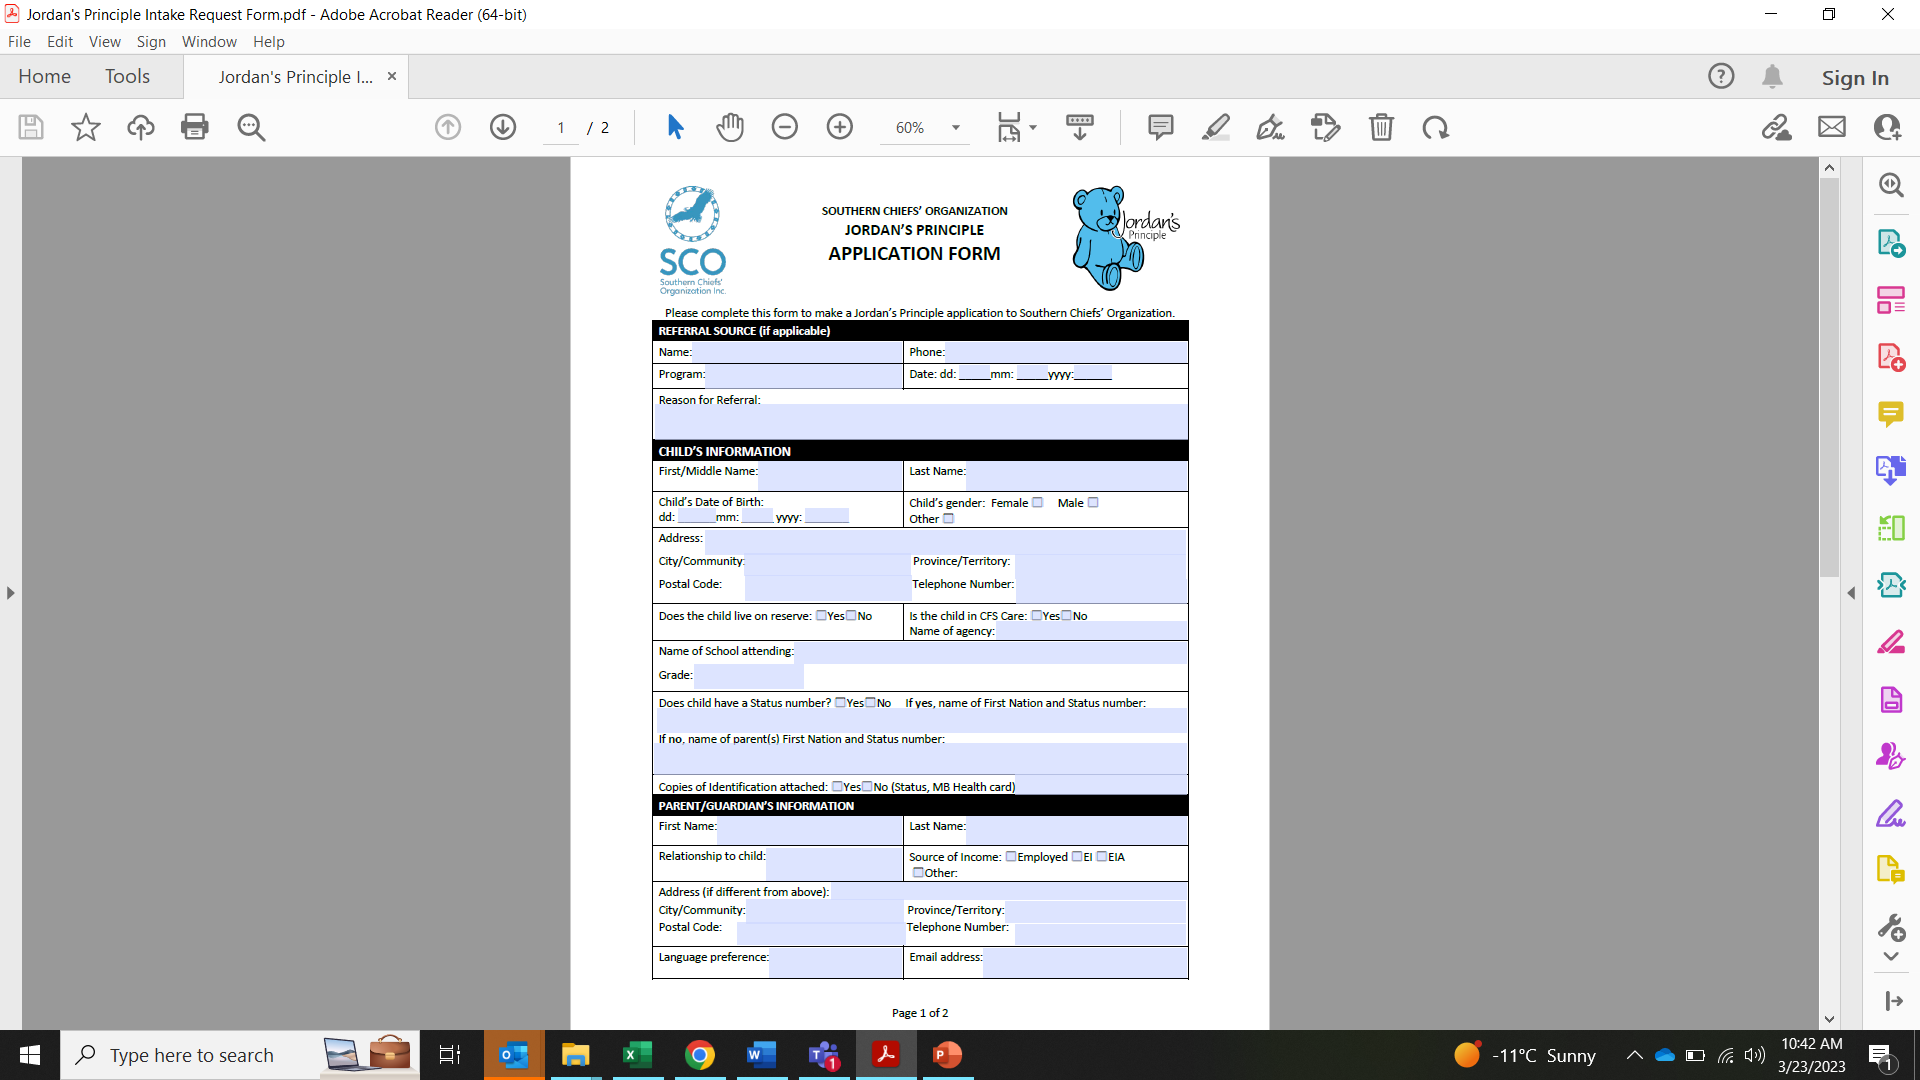 Jordan's Principle Intake Request Form.pdf - Adobe Acrobat Reader (64-bit)
File Edit View Sign Window Help
Home Tools Jordan's Principle I... × Sign In
1 / 2 60%
SCO
Southern Chiefs'
Organization Inc.
SOUTHERN CHIEFS' ORGANIZATION
JORDAN'S PRINCIPLE
APPLICATION FORM
Jordan's
Principle
Please complete this form to make a Jordan's Principle application to Southern Chiefs' Organization.
REFERRAL SOURCE (if applicable)
Name: Phone:
Program: Date: dd: _____mm: _____yyyy:______
Reason for Referral:
CHILD'S INFORMATION
First/Middle Name: Last Name:
Child's Date of Birth: Child's gender: Female Male
dd: ______mm: _____ yyyy: _______ Other
Address:
City/Community: Province/Territory:
Postal Code: Telephone Number:
Does the child live on reserve: Yes No Is the child in CFS Care: Yes No
Name of agency:
Name of School attending:
Grade:
Does child have a Status number? Yes No If yes, name of First Nation and Status number:
If no, name of parent(s) First Nation and Status number:
Copies of Identification attached: Yes No (Status, MB Health card)
PARENT/GUARDIAN'S INFORMATION
First Name: Last Name:
Relationship to child: Source of Income: Employed EI EIA
Other:
Address (if different from above):
City/Community: Province/Territory:
Postal Code: Telephone Number:
Language preference: Email address:
Page 1 of 2
Type here to search
1
-11°C Sunny
10:42 AM
3/23/2023
1